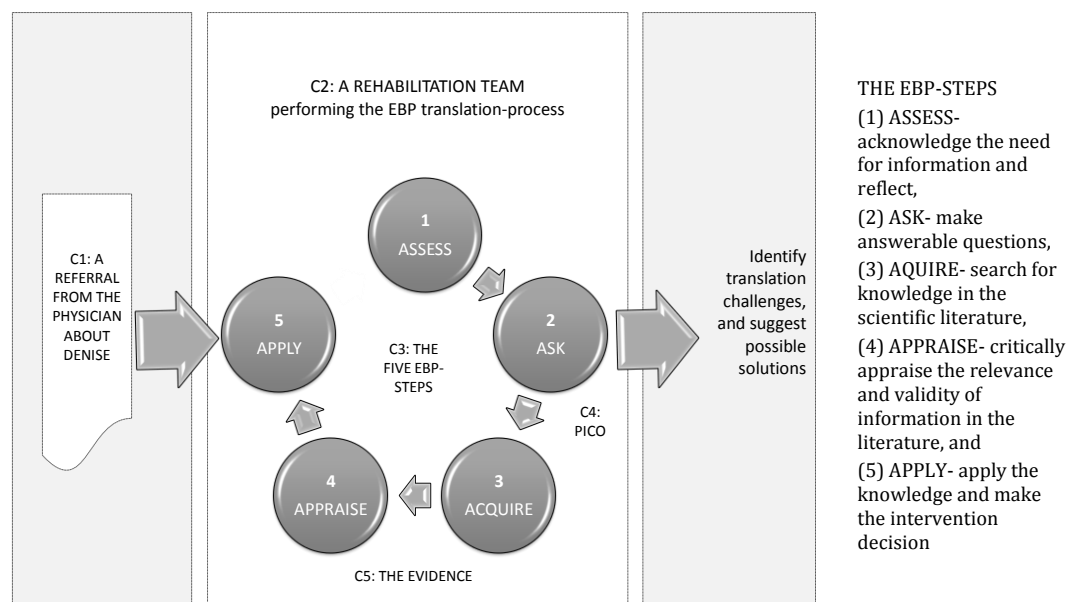 C2: A REHABILITATION TEAM
performing the EBP translation-process
C1: A
REFERRAL
FROM THE
PHYSICIAN
ABOUT
DENISE
1
ASSESS
2
ASK
3
ACQUIRE
4
APPRAISE
5
APPLY
C3: THE
FIVE EBP-
STEPS
C4:
PICO
C5: THE EVIDENCE
Identify
translation
challenges,
and suggest
possible
solutions
THE EBP-STEPS
(1) ASSESS-
acknowledge the need
for information and
reflect,
(2) ASK- make
answerable questions,
(3) AQUIRE- search for
knowledge in the
scientific literature,
(4) APPRAISE- critically
appraise the relevance
and validity of
information in the
literature, and
(5) APPLY- apply the
knowledge and make
the intervention
decision